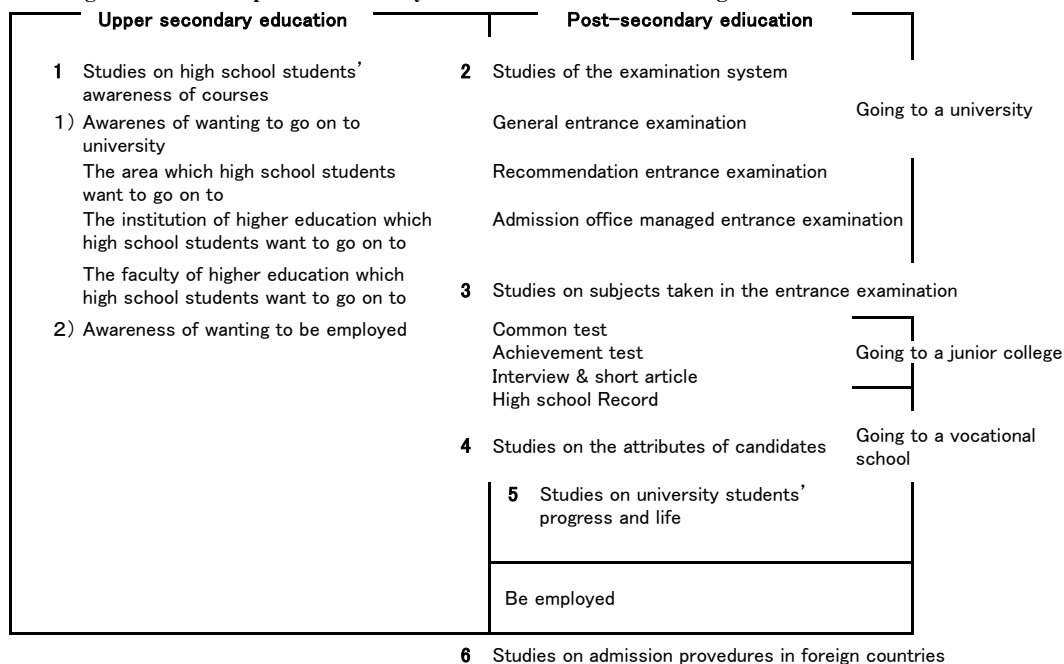 Upper secondary education
Post-secondary ediucation
1 Studies on high school students'
awareness of courses
1) Awarenes of wanting to go on to
university
The area which high school students
want to go on to
The institution of higher education which
high school students want to go on to
The faculty of higher education which
high school students want to go on to
2) Awareness of wanting to be employed
2 Studies of the examination system
General entrance examination
Recommendation entrance examination
Admission office managed entrance examination
3 Studies on subjects taken in the entrance examination
Common test
Achievement test
Interview & short article
High school Record
4 Studies on the attributes of candidates
5 Studies on university students'
progress and life
Be employed
Going to a university
Going to a junior college
Going to a vocational
school
6 Studies on admission provedures in foreign countries